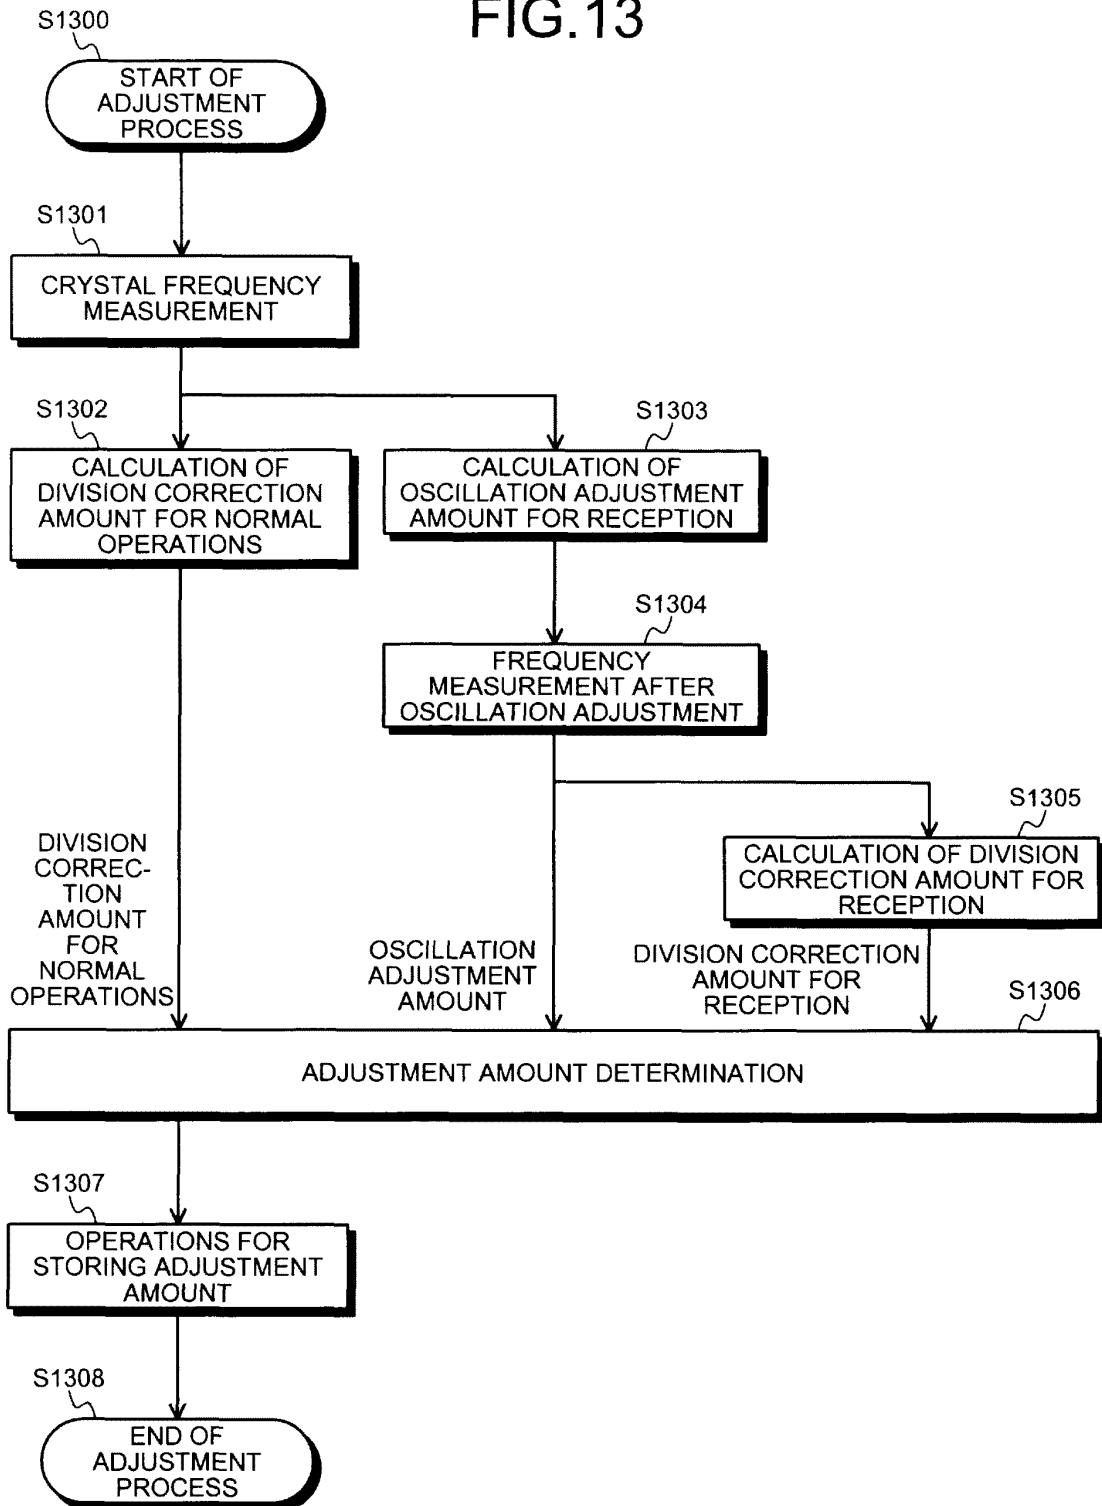 FIG.13
S1300
START OF
ADJUSTMENT
PROCESS
S1301
CRYSTAL FREQUENCY
MEASUREMENT
S1302
CALCULATION OF
DIVISION CORRECTION
AMOUNT FOR NORMAL
OPERATIONS
S1303
CALCULATION OF
OSCILLATION ADJUSTMENT
AMOUNT FOR RECEPTION
S1304
FREQUENCY
MEASUREMENT AFTER
OSCILLATION ADJUSTMENT
S1305
CALCULATION OF DIVISION
CORRECTION AMOUNT FOR
RECEPTION
DIVISION
CORREC-
TION
AMOUNT
FOR
NORMAL
OPERATIONS
OSCILLATION
ADJUSTMENT
AMOUNT
DIVISION CORRECTION
AMOUNT FOR
RECEPTION
S1306
ADJUSTMENT AMOUNT DETERMINATION
S1307
OPERATIONS FOR
STORING ADJUSTMENT
AMOUNT
S1308
END OF
ADJUSTMENT
PROCESS